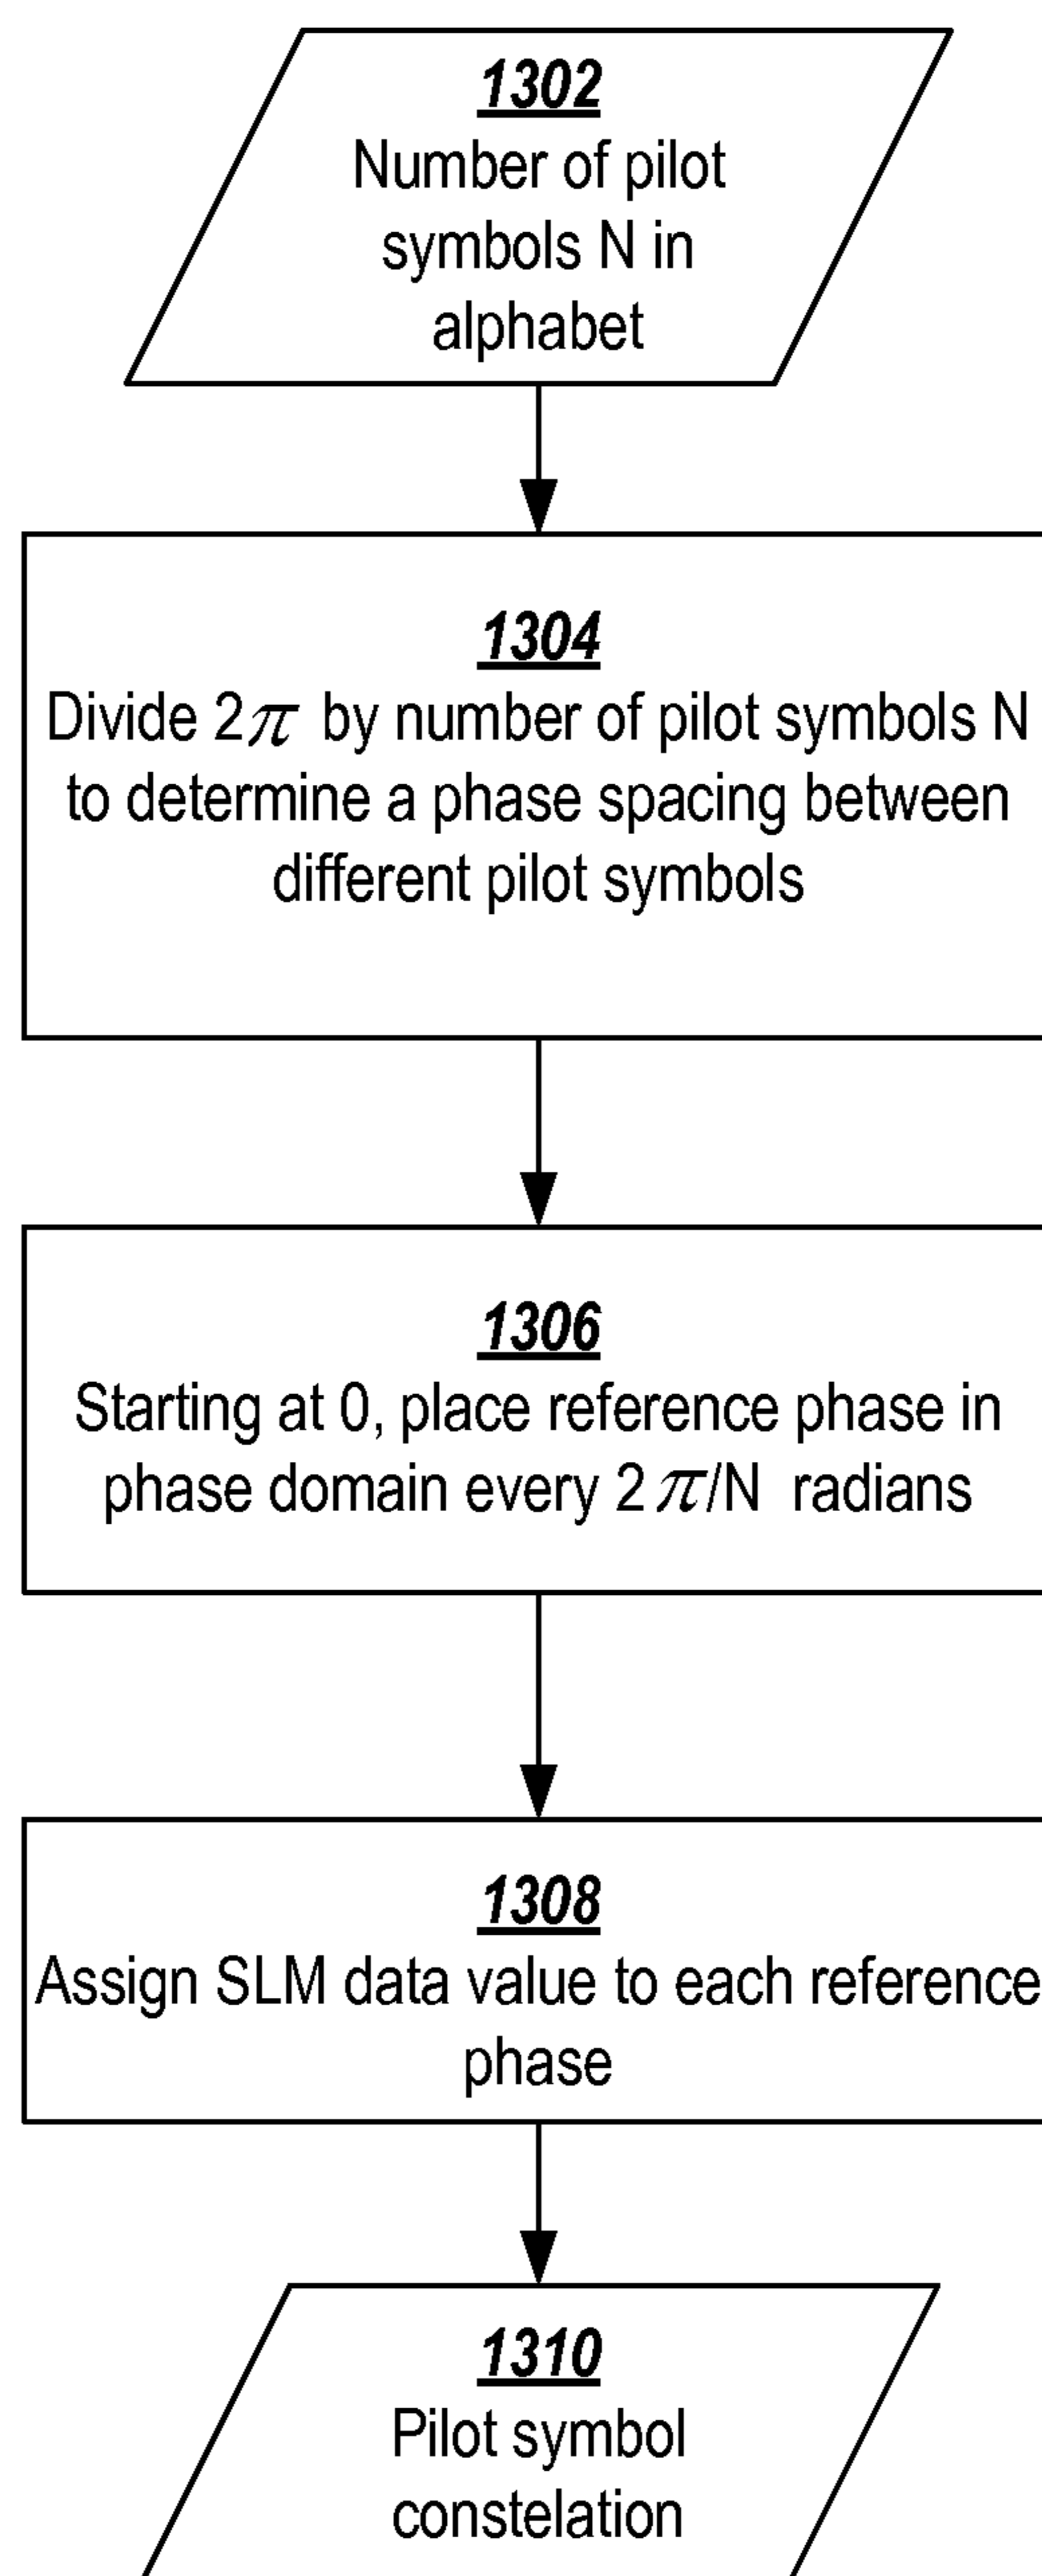 1302
Number of pilot
symbols N in
alphabet
1304
Divide 2π by number of pilot symbols N
to determine a phase spacing between
different pilot symbols
1306
Starting at 0, place reference phase in
phase domain every 2π/N radians
1308
Assign SLM data value to each reference
phase
1310
Pilot symbol
constelation